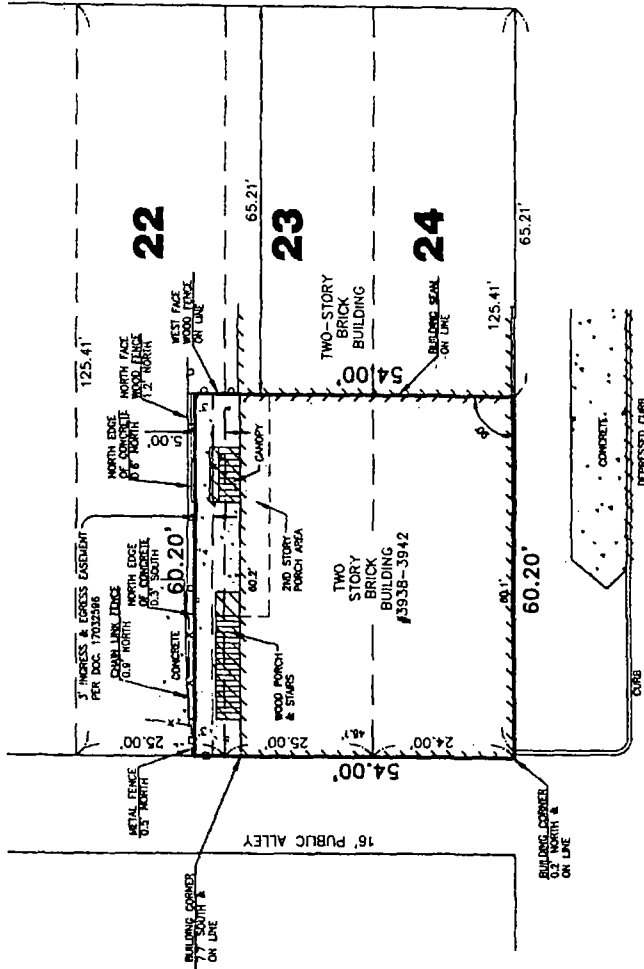 125.41'
22
65.21'
23
24
65.21'
125.41'
NORTH FACE
WOOD FENCE
1.2' NORTH
WEST FACE
WOOD FENCE
ON LINE
TWO-STORY
BRICK
BUILDING
BUILDING SEAM
ON LINE
54.00'
NORTH EDGE
OF CONCRETE
0.6' NORTH
5.00'
CANOPY
3' INGRESS & EGRESS EASEMENT
PER DOC. 17032596
60.20'
CHAIN LINK FENCE
0.9' NORTH
NORTH EDGE
OF CONCRETE
0.3' SOUTH
CONCRETE
60.2'
2ND STORY
PORCH AREA
TWO
STORY
BRICK
BUILDING
#3938-3942
60.1'
60.20'
WOOD PORCH
& STAIRS
25.00'
25.00'
46.1'
24.00'
54.00'
METAL FENCE
0.5' NORTH
16' PUBLIC ALLEY
BUILDING CORNER
7.7' SOUTH &
ON LINE
BUILDING CORNER
0.2' NORTH &
ON LINE
CONCRETE
DEPRESSED CURB
CURB